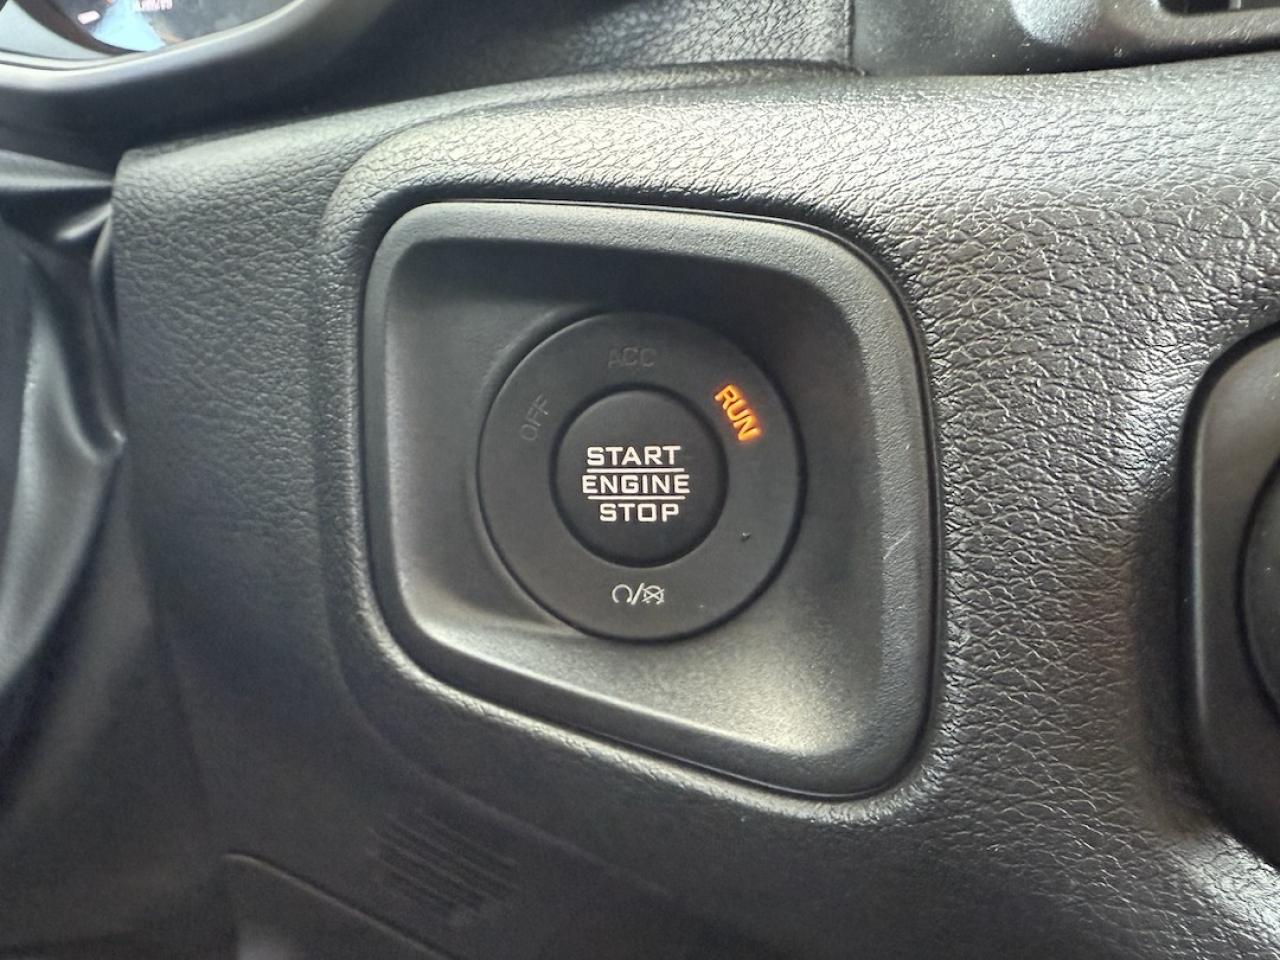 ACC
OFF
RUN
START
ENGINE
STOP